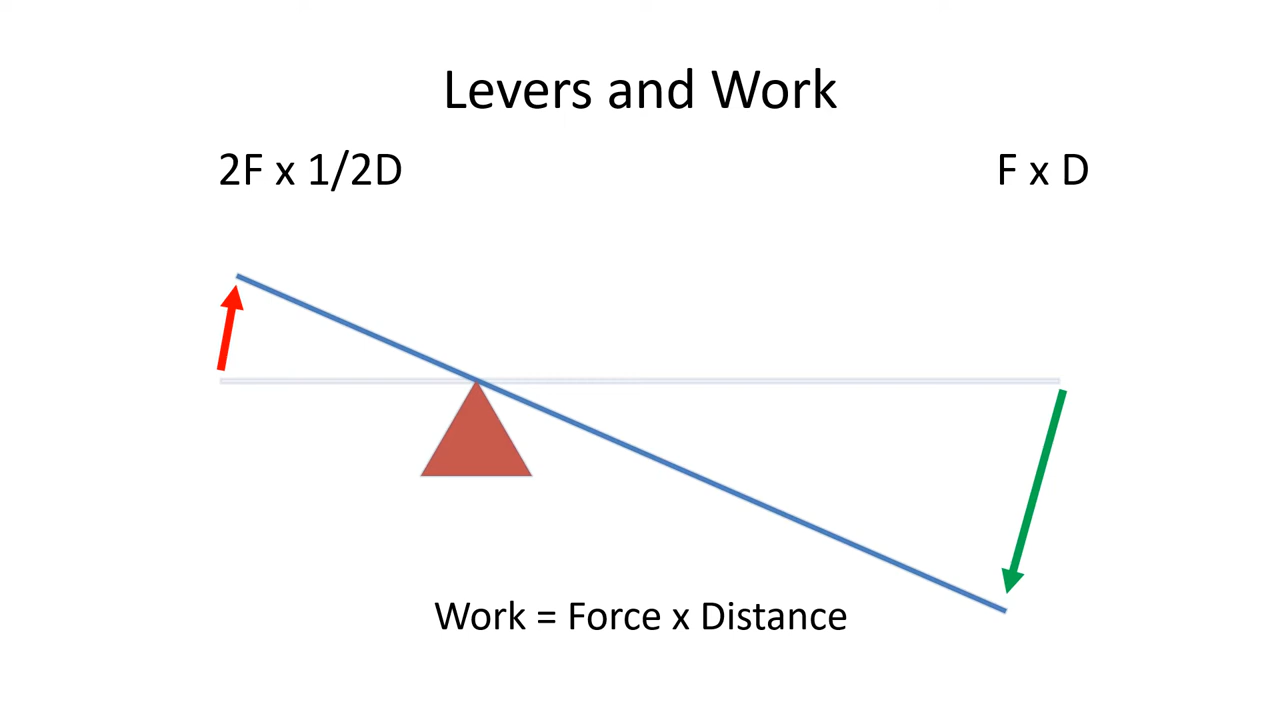 Levers and Work
2F x 1/2D
F x D
Work = Force x Distance